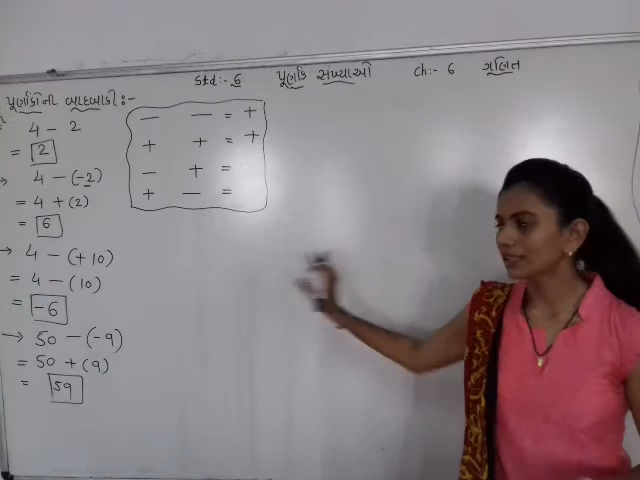 Std:- 6 પૂર્ણાંક સંખ્યાઓ ch:- 6 ગણિત
પૂર્ણાંકોની બાદબાકી:-
4 - 2
= 2
→ 4 - (-2)
= 4 + (2)
= 6
→ 4 - (+10)
= 4 - (10)
= -6
→ 50 - (-9)
= 50 + (9)
= 59
- - = +
+ + = +
- + =
+ - =